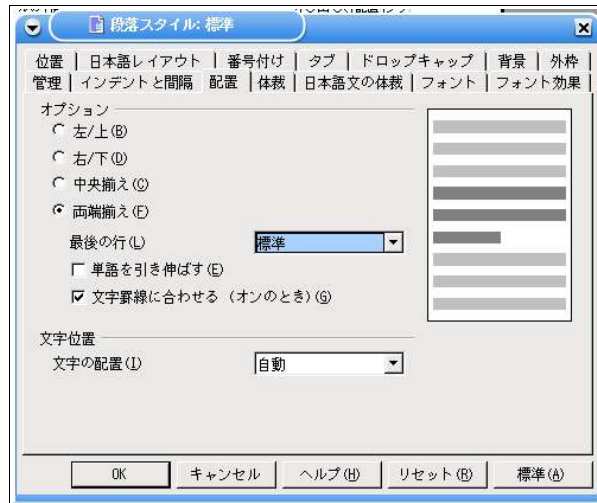 段落スタイル: 標準
位置 日本語レイアウト 番号付け タブ ドロップキャップ 背景 外枠
管理 インデントと間隔 配置 体裁 日本語文の体裁 フォント フォント効果
オプション
左/上(B)
右/下(D)
中央揃え(C)
両端揃え(F)
最後の行(L) 標準
単語を引き伸ばす(E)
文字罫線に合わせる (オンのとき)(G)
文字位置
文字の配置(I) 自動
OK キャンセル ヘルプ(H) リセット(R) 標準(A)